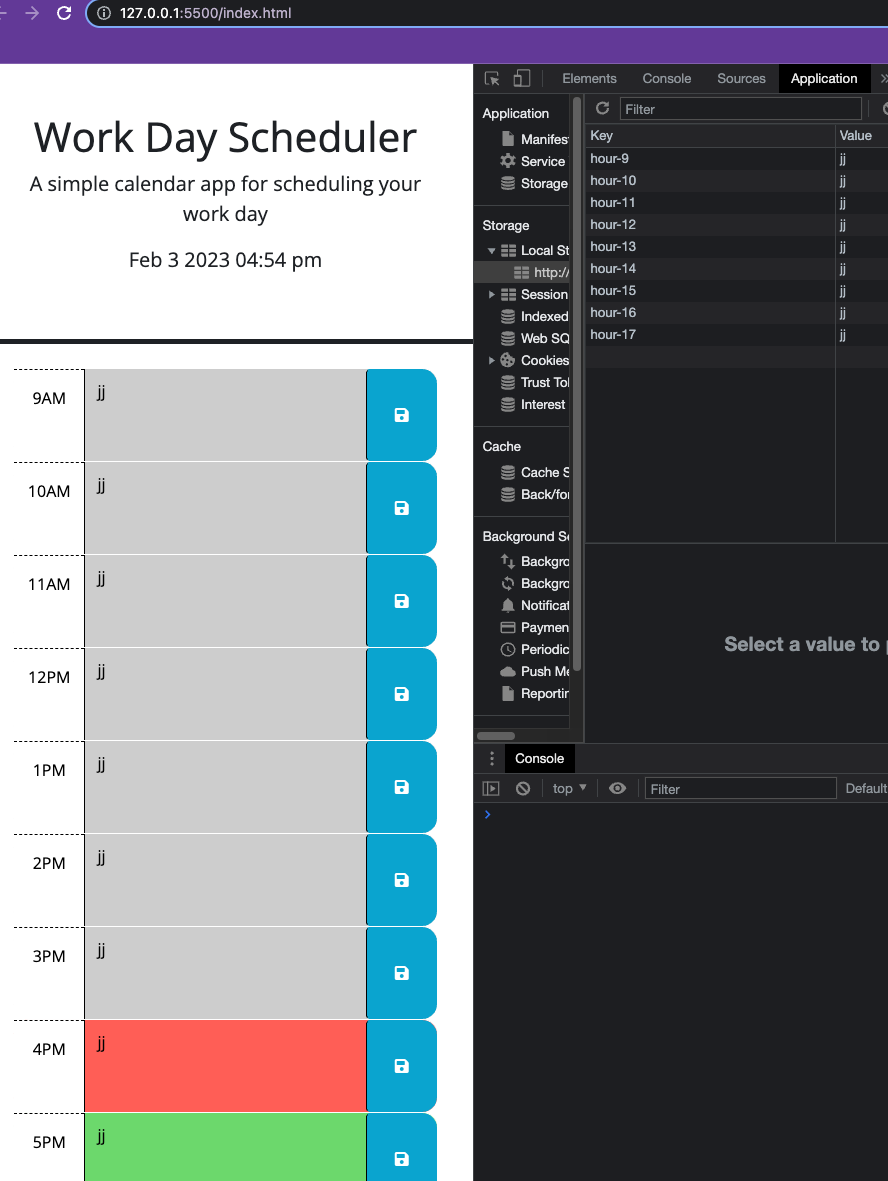 127.0.0.1:5500/index.html
Work Day Scheduler
A simple calendar app for scheduling your
work day
Feb 3 2023 04:54 pm
9AM jj
10AM jj
11AM jj
12PM jj
1PM jj
2PM jj
3PM jj
4PM jj
5PM jj
Elements Console Sources Application »
Application
Manifes
Service
Storage
Storage
Local St
http://
Session
Indexed
Web SQ
Cookies
Trust To
Interest
Cache
Cache S
Back/for
Background Se
Backgro
Backgro
Notificat
Paymen
Periodic
Push Me
Reportin
Filter
Key Value
hour-9 jj
hour-10 jj
hour-11 jj
hour-12 jj
hour-13 jj
hour-14 jj
hour-15 jj
hour-16 jj
hour-17 jj
Select a value to p
Console
top Filter Default